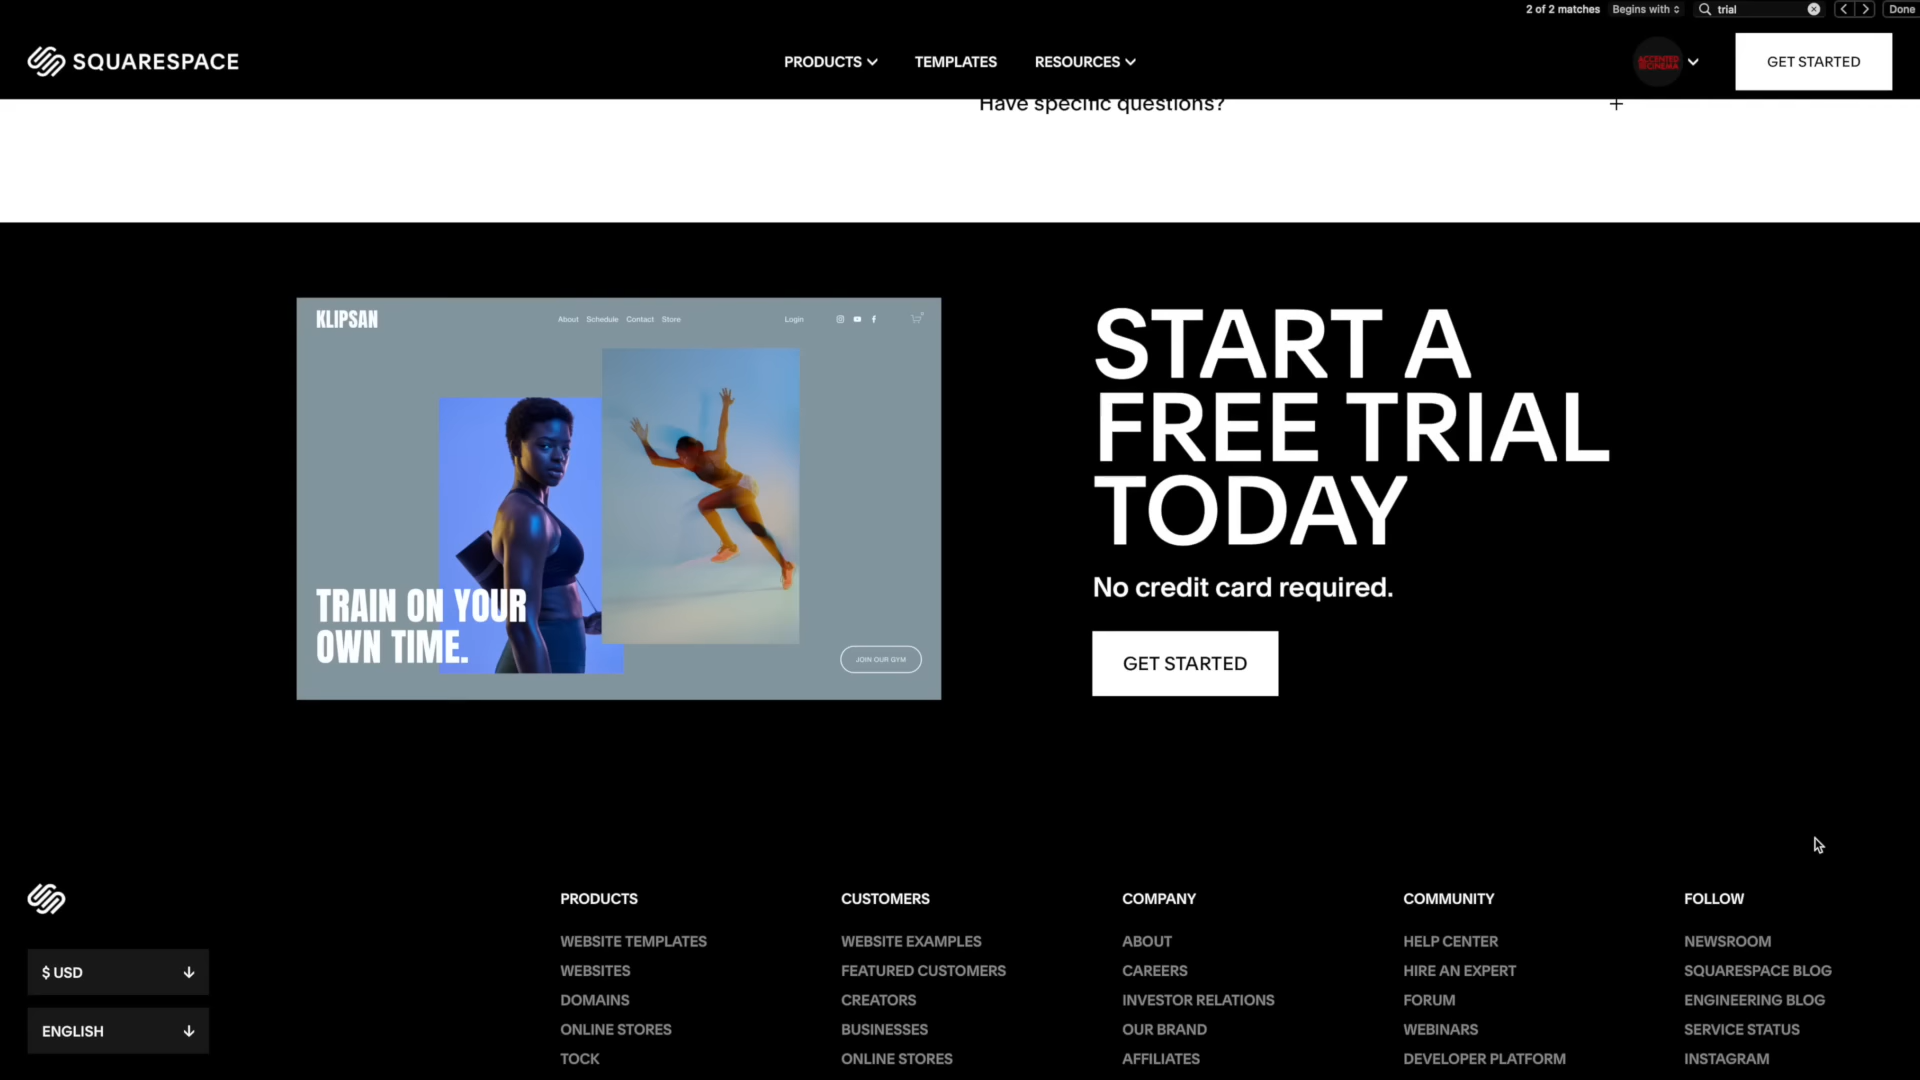 2 of 2 matches Begins with trial Done
SQUARESPACE
PRODUCTS TEMPLATES RESOURCES
ACCENTED CINEMA
GET STARTED
Have specific questions? +
KLIPSAN
About Schedule Contact Store Login
TRAIN ON YOUR
OWN TIME.
JOIN OUR GYM
START A
FREE TRIAL
TODAY
No credit card required.
GET STARTED
$ USD
ENGLISH
PRODUCTS
WEBSITE TEMPLATES
WEBSITES
DOMAINS
ONLINE STORES
TOCK
CUSTOMERS
WEBSITE EXAMPLES
FEATURED CUSTOMERS
CREATORS
BUSINESSES
ONLINE STORES
COMPANY
ABOUT
CAREERS
INVESTOR RELATIONS
OUR BRAND
AFFILIATES
COMMUNITY
HELP CENTER
HIRE AN EXPERT
FORUM
WEBINARS
DEVELOPER PLATFORM
FOLLOW
NEWSROOM
SQUARESPACE BLOG
ENGINEERING BLOG
SERVICE STATUS
INSTAGRAM